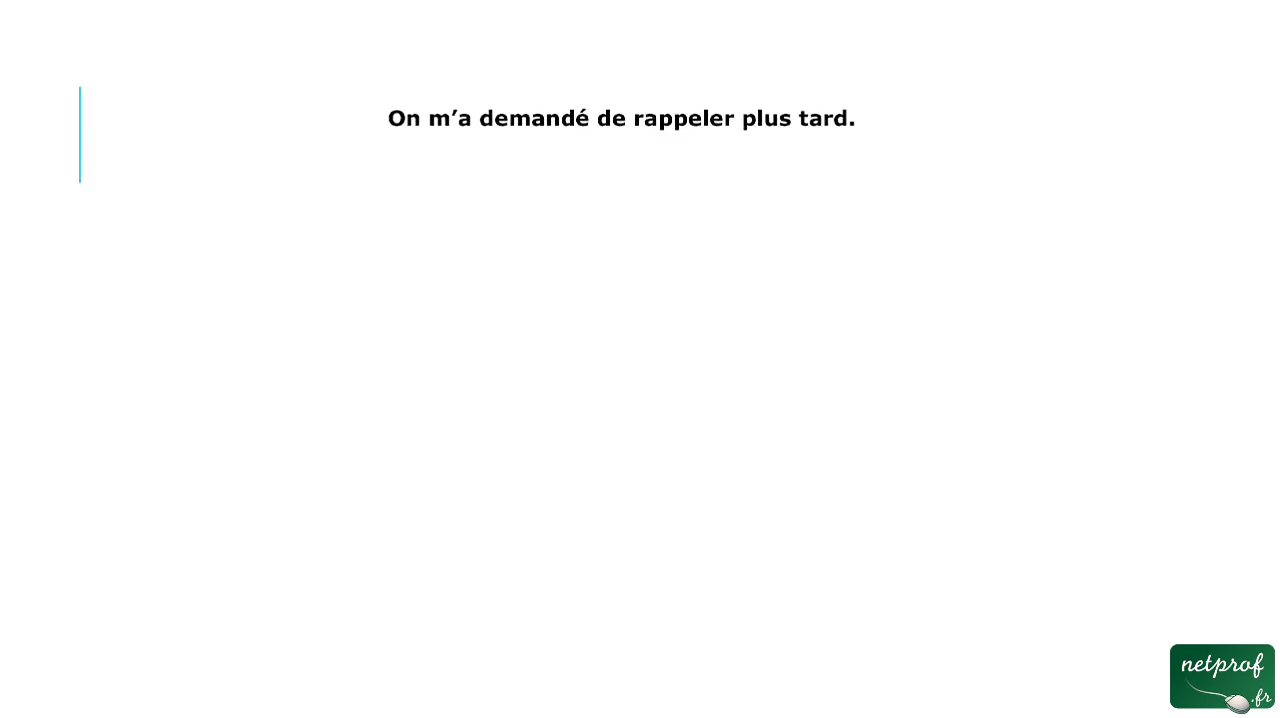 On m’a demandé de rappeler plus tard.
netprof
.fr